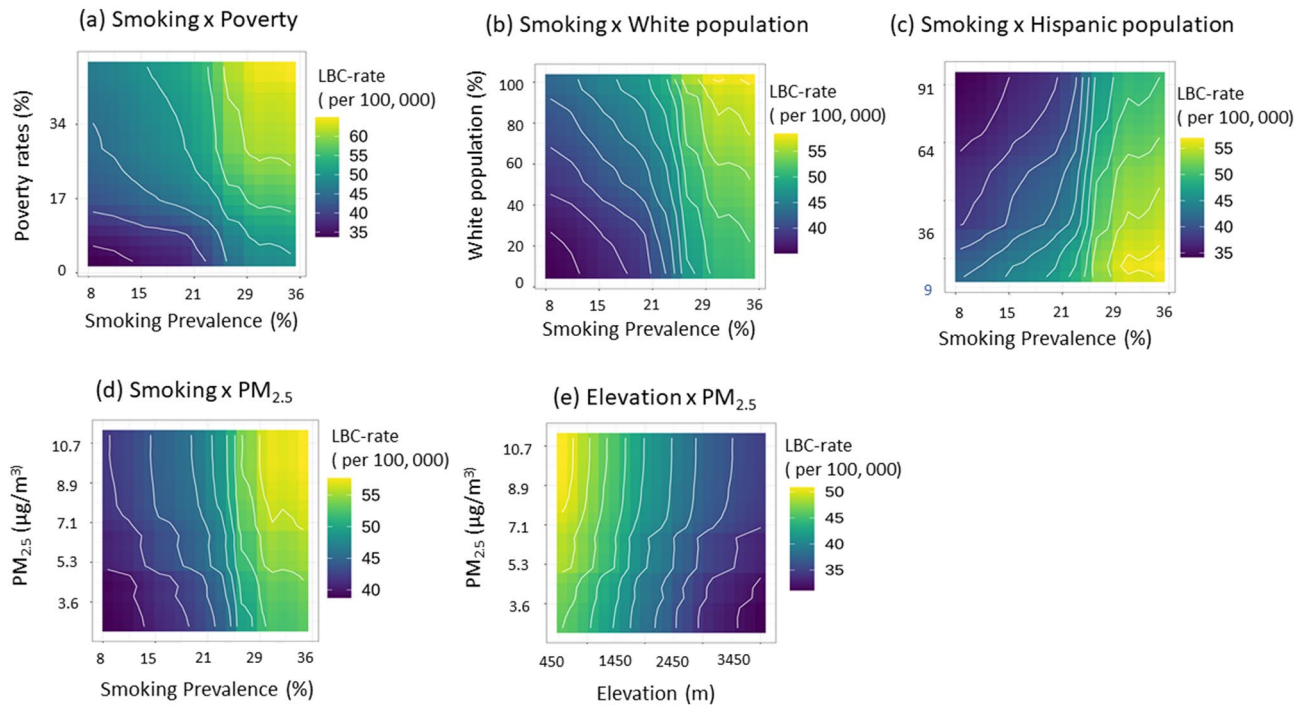 (a) Smoking x Poverty
Poverty rates (%)
34
17
0
8 15 21 29 36
Smoking Prevalence (%)
LBC-rate
( per 100, 000)
60
55
50
45
40
35
(b) Smoking x White population
White population (%)
100
80
60
40
20
0
8 15 21 29 36
Smoking Prevalence (%)
LBC-rate
( per 100, 000)
55
50
45
40
(c) Smoking x Hispanic population
91
64
36
9
8 15 21 29 36
Smoking Prevalence (%)
LBC-rate
( per 100, 000)
55
50
45
40
35
(d) Smoking x PM2.5
PM2.5 (µg/m³)
10.7
8.9
7.1
5.3
3.6
8 15 21 29 36
Smoking Prevalence (%)
LBC-rate
( per 100, 000)
55
50
45
40
(e) Elevation x PM2.5
PM2.5 (µg/m³)
10.7
8.9
7.1
5.3
3.6
450 1450 2450 3450
Elevation (m)
LBC-rate
( per 100, 000)
50
45
40
35